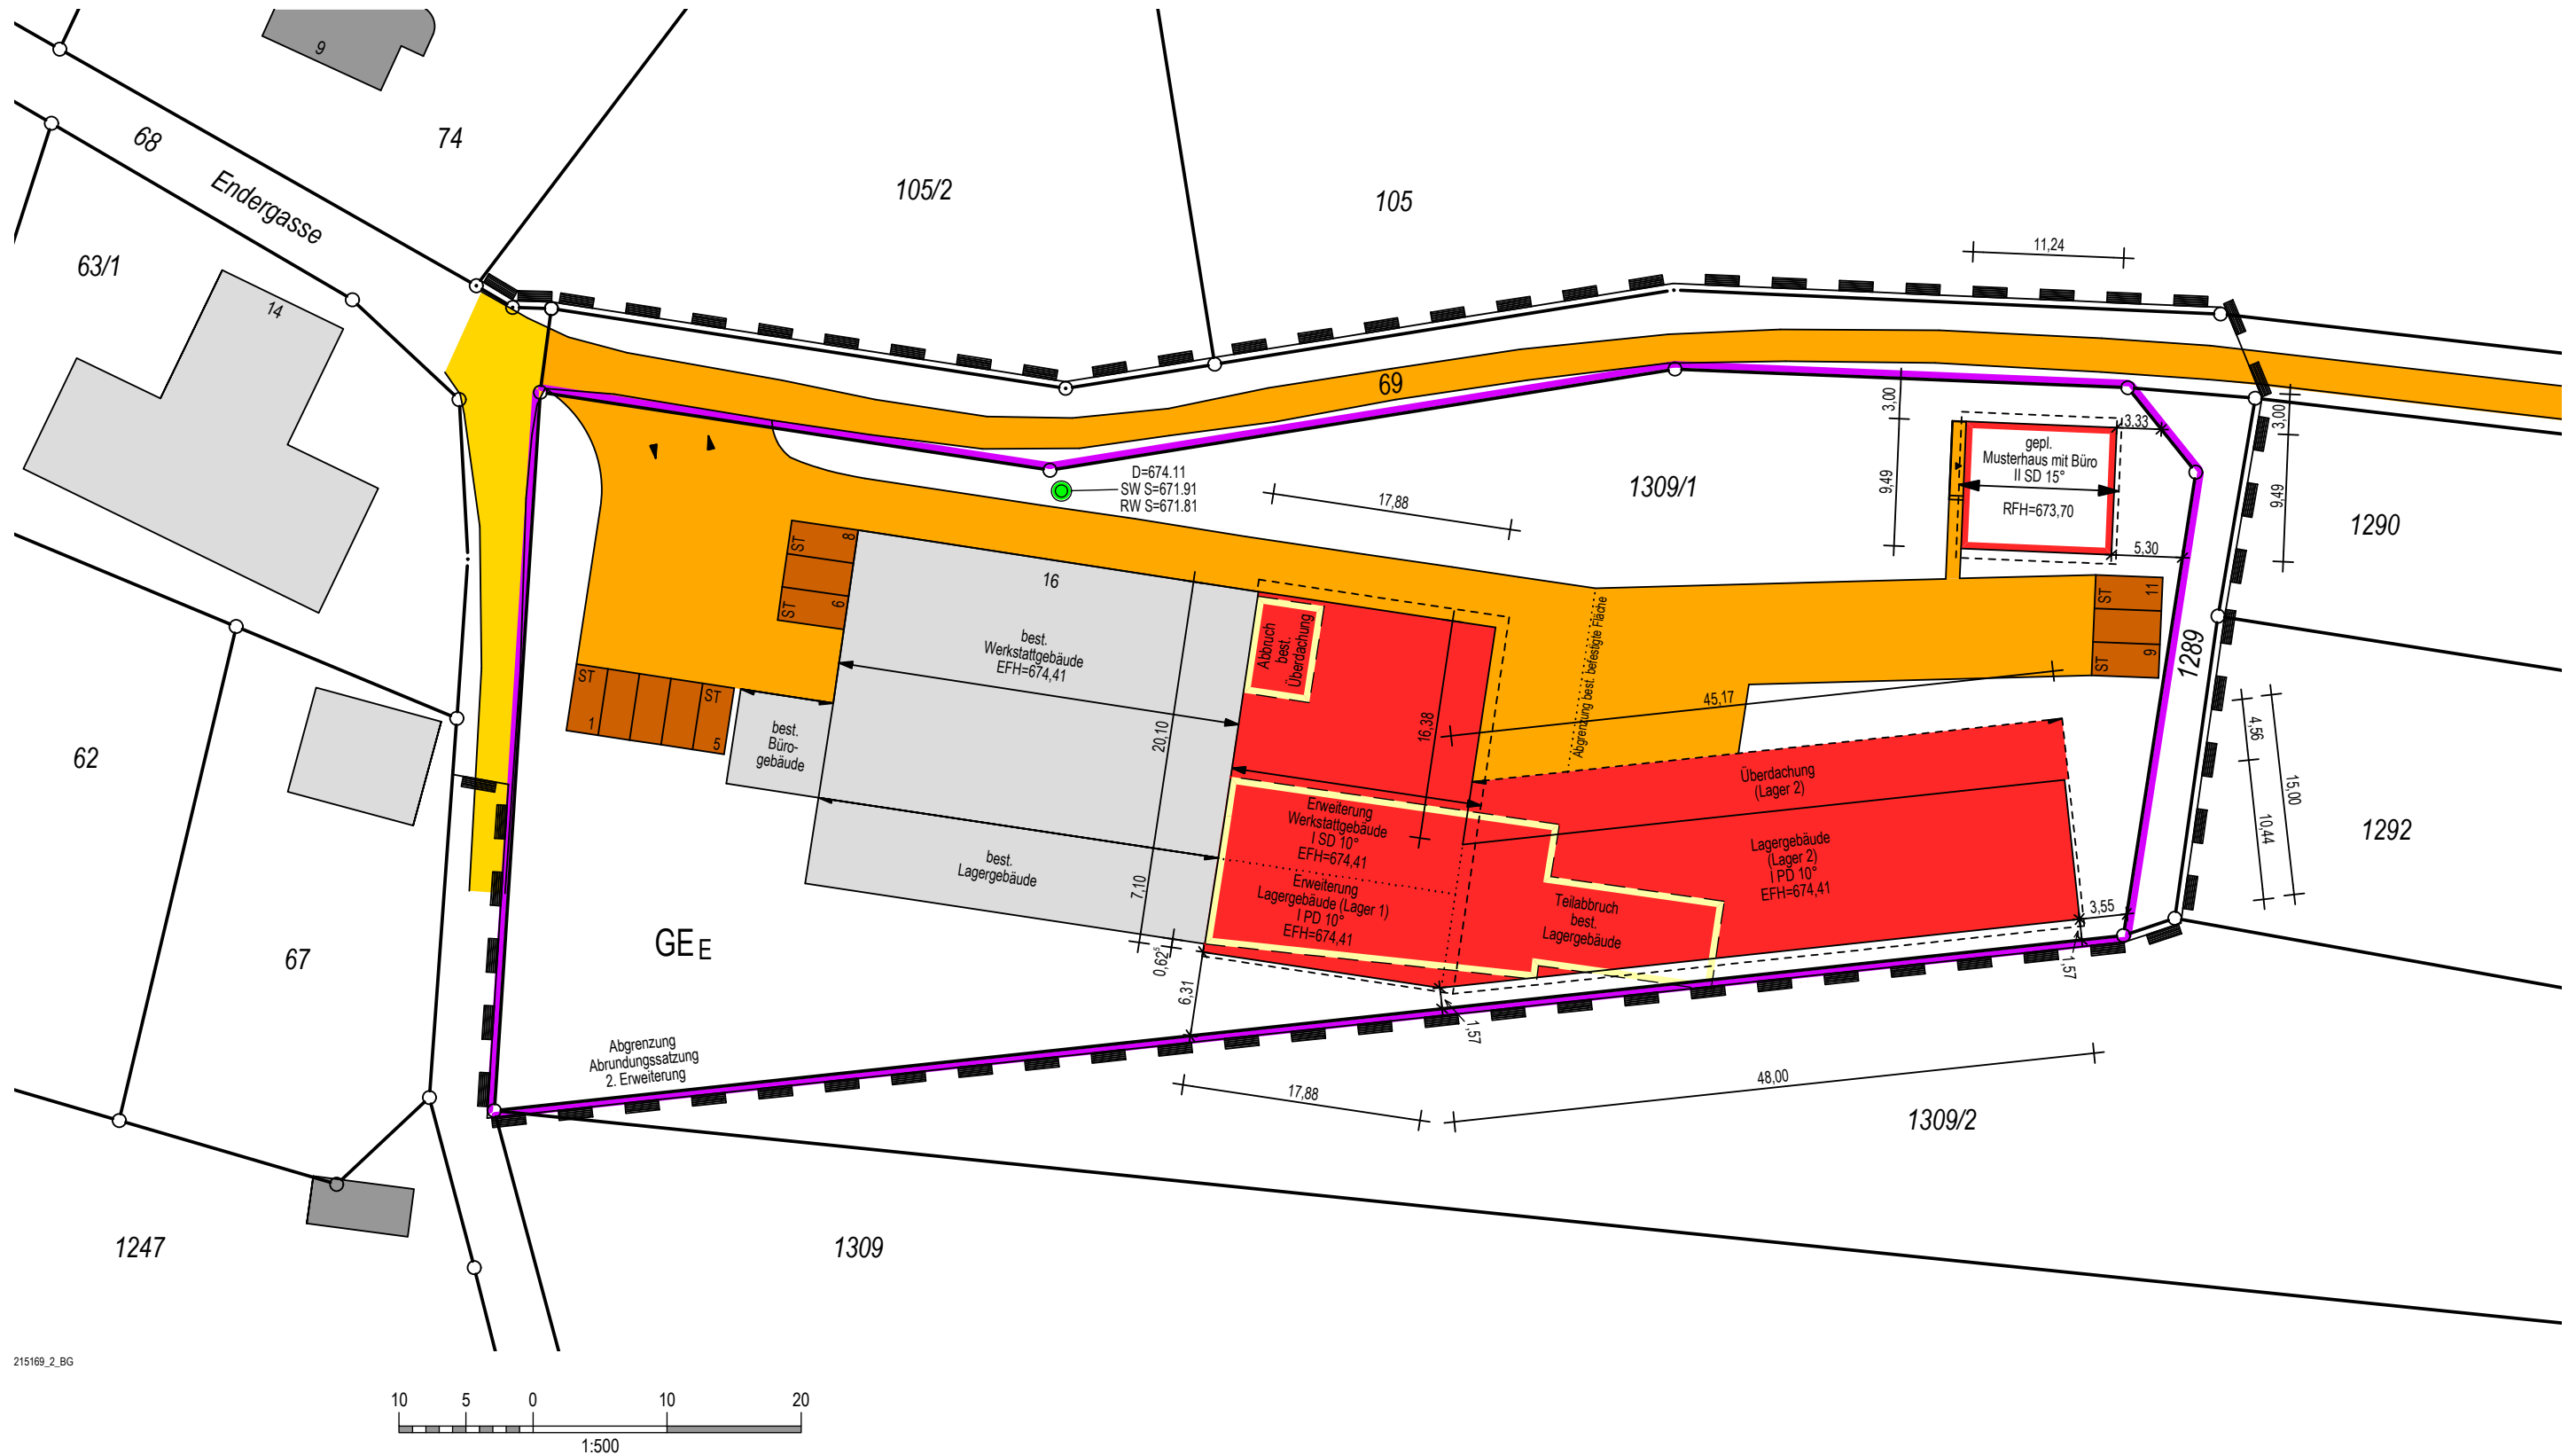 9
68
74
Endergasse
105/2
105
63/1
14
11,24
69
3,00
3,00
3.33
gepl.
Musterhaus mit Büro
II SD 15°
RFH=673,70
9,49
9,49
5,30
D=674.11
SW S=671.91
RW S=671.81
17,88
1309/1
1290
ST
8
ST
6
16
best.
Werkstattgebäude
EFH=674,41
Abbruch
best.
Überdachung
Abgrenzung best. befestigte Fläche
ST
11
ST
9
1289
ST
1
ST
5
best.
Büro-
gebäude
20,10
16,38
45,17
4,56
15,00
10,44
62
Überdachung
(Lager 2)
Erweiterung
Werkstattgebäude
I SD 10°
EFH=674,41
Lagergebäude
(Lager 2)
I PD 10°
EFH=674,41
1292
best.
Lagergebäude
7,10
Erweiterung
Lagergebäude (Lager 1)
I PD 10°
EFH=674,41
Teilabbruch
best.
Lagergebäude
3,55
67
GE E
0,62⁵
6,31
1,57
1,57
Abgrenzung
Abrundungssatzung
2. Erweiterung
17,88
48,00
1309/2
1247
1309
215169_2_BG
10 5 0 10 20
1:500